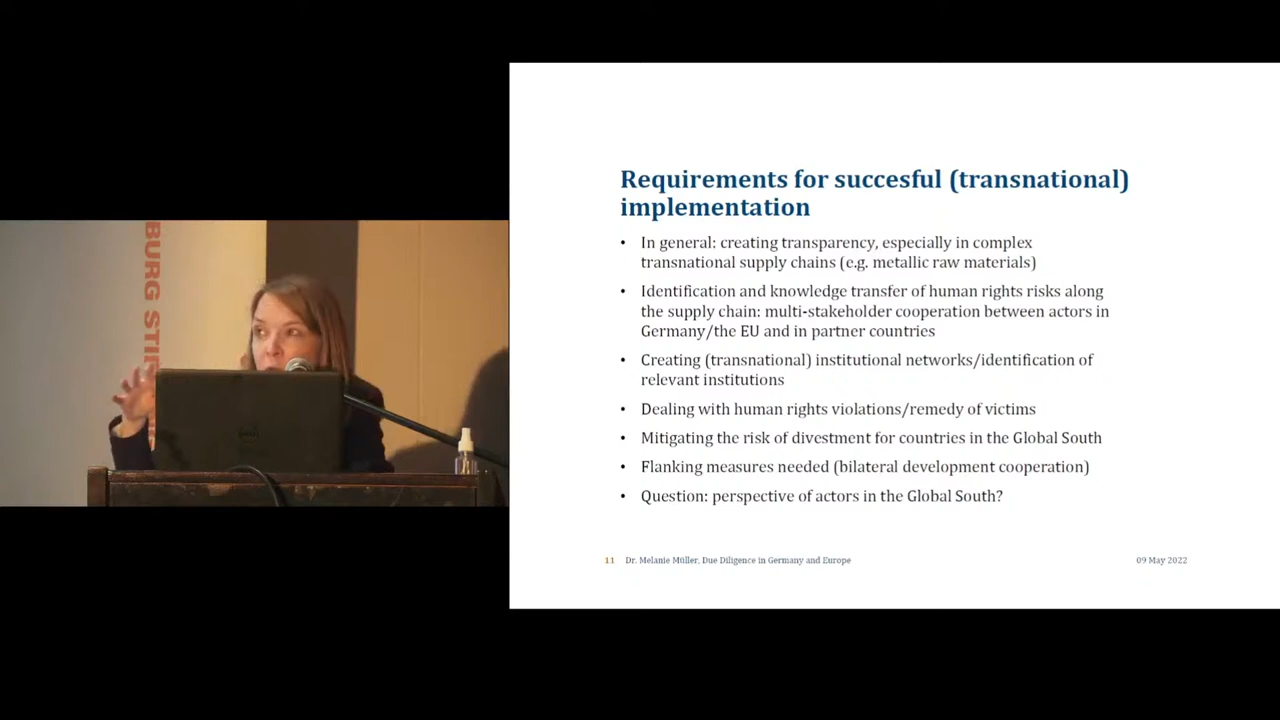 BURG STIF
Requirements for succesful (transnational)
implementation
• In general: creating transparency, especially in complex
transnational supply chains (e.g. metallic raw materials)
• Identification and knowledge transfer of human rights risks along
the supply chain: multi-stakeholder cooperation between actors in
Germany/the EU and in partner countries
• Creating (transnational) institutional networks/identification of
relevant institutions
• Dealing with human rights violations/remedy of victims
• Mitigating the risk of divestment for countries in the Global South
• Flanking measures needed (bilateral development cooperation)
• Question: perspective of actors in the Global South?
11 Dr. Melanie Müller, Due Diligence in Germany and Europe
09 May 2022